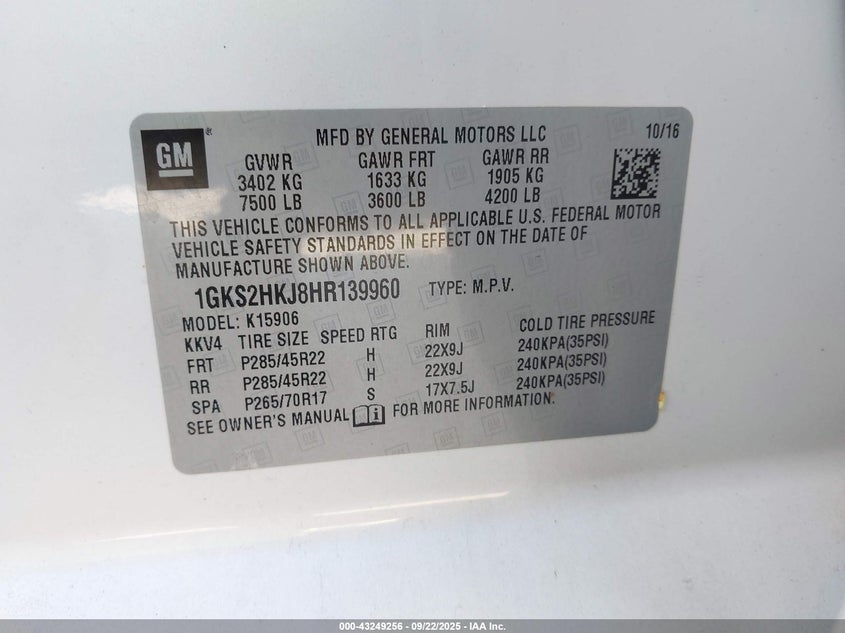 GM
MFD BY GENERAL MOTORS LLC 10/16
GVWR GAWR FRT GAWR RR
3402 KG 1633 KG 1905 KG
7500 LB 3600 LB 4200 LB
THIS VEHICLE CONFORMS TO ALL APPLICABLE U.S. FEDERAL MOTOR
VEHICLE SAFETY STANDARDS IN EFFECT ON THE DATE OF
MANUFACTURE SHOWN ABOVE.
1GKS2HKJ8HR139960 TYPE: M.P.V.
MODEL: K15906
KKV4 TIRE SIZE SPEED RTG RIM COLD TIRE PRESSURE
FRT P285/45R22 H 22X9J 240KPA(35PSI)
RR P285/45R22 H 22X9J 240KPA(35PSI)
SPA P265/70R17 S 17X7.5J 240KPA(35PSI)
SEE OWNER'S MANUAL FOR MORE INFORMATION.
000-43249256 - 09/22/2025 - IAA Inc.